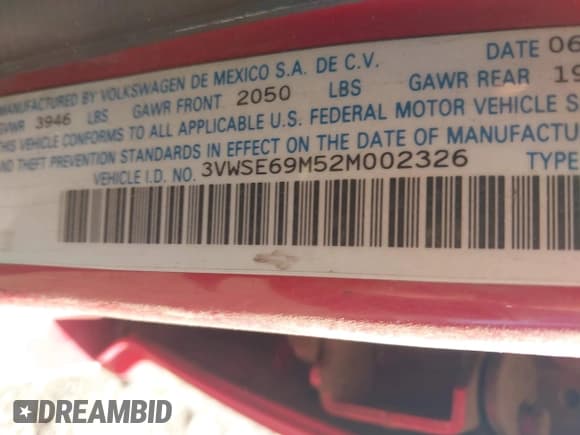 MANUFACTURED BY VOLKSWAGEN DE MEXICO S.A. DE C.V. DATE 06
GVWR 3946 LBS GAWR FRONT 2050 LBS GAWR REAR 19
THIS VEHICLE CONFORMS TO ALL APPLICABLE U.S. FEDERAL MOTOR VEHICLE S
AND THEFT PREVENTION STANDARDS IN EFFECT ON THE DATE OF MANUFACTU
VEHICLE I.D. NO. 3VWSE69M52M002326 TYPE
DREAMBID